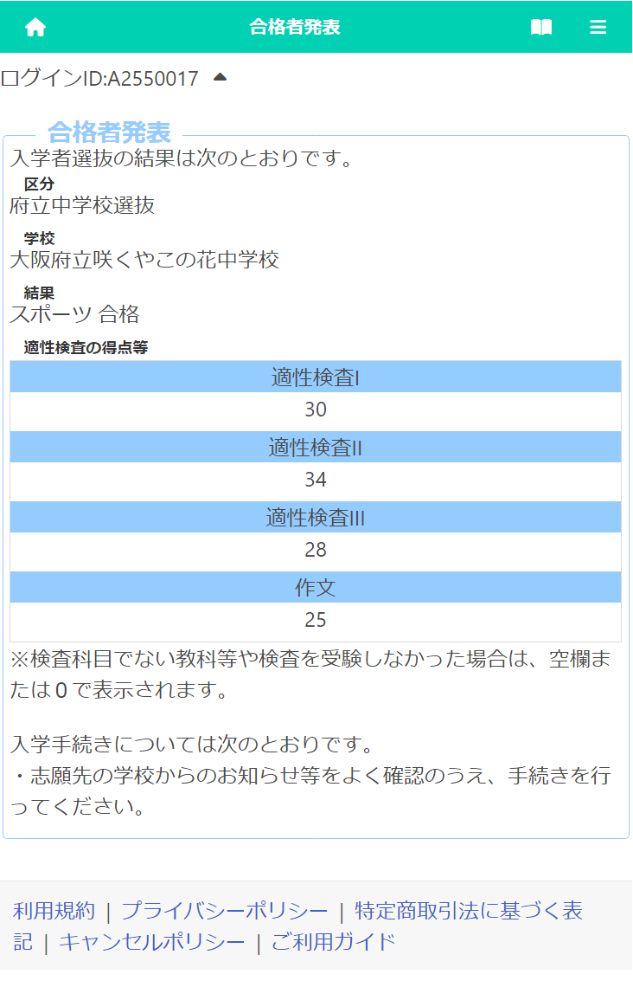 合格者発表
ログインID:A2550017
合格者発表
入学者選抜の結果は次のとおりです。
区分
府立中学校選抜
学校
大阪府立咲くやこの花中学校
結果
スポーツ 合格
適性検査の得点等
適性検査I
30
適性検査II
34
適性検査III
28
作文
25
※検査科目でない教科等や検査を受験しなかった場合は、空欄ま
たは０で表示されます。
入学手続きについては次のとおりです。
・志願先の学校からのお知らせ等をよく確認のうえ、手続きを行
ってください。
利用規約 | プライバシーポリシー | 特定商取引法に基づく表
記 | キャンセルポリシー | ご利用ガイド